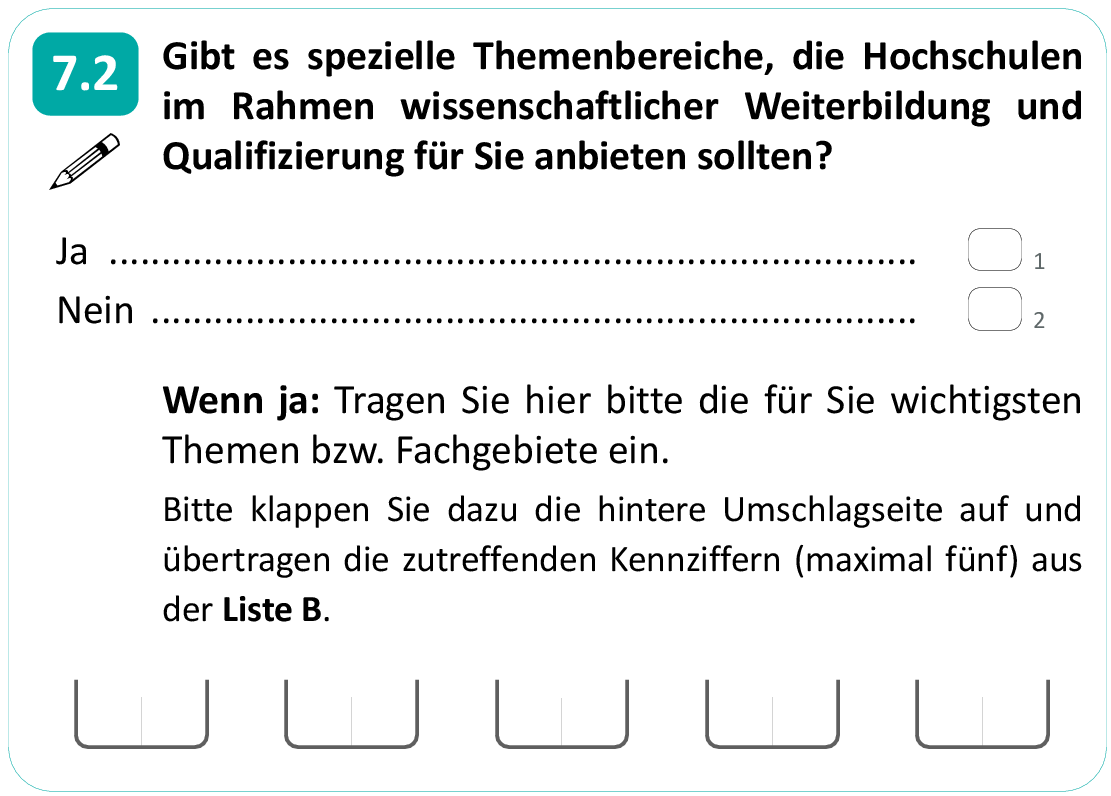 7.2 Gibt es spezielle Themenbereiche, die Hochschulen
im Rahmen wissenschaftlicher Weiterbildung und
Qualifizierung für Sie anbieten sollten?
Ja .............................................................................. 1
Nein .......................................................................... 2
Wenn ja: Tragen Sie hier bitte die für Sie wichtigsten
Themen bzw. Fachgebiete ein.
Bitte klappen Sie dazu die hintere Umschlagseite auf und
übertragen die zutreffenden Kennziffern (maximal fünf) aus
der Liste B.